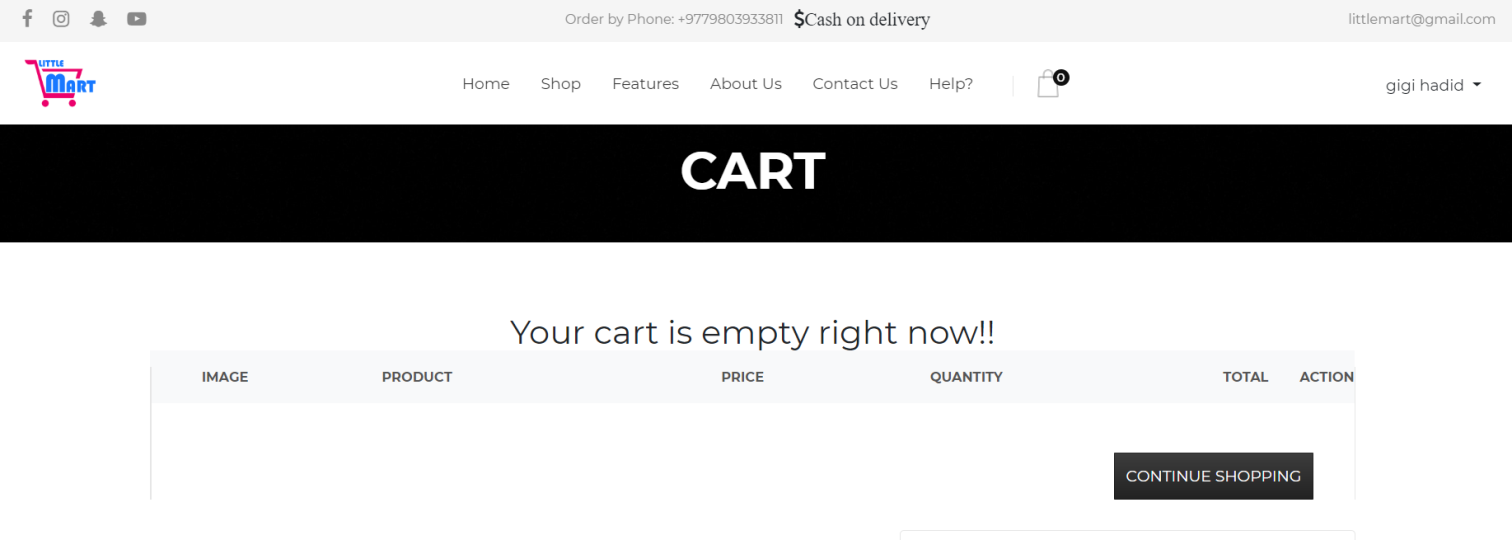 Order by Phone: +9779803933811 $Cash on delivery littlemart@gmail.com
LITTLE
MART
Home Shop Features About Us Contact Us Help? 0 gigi hadid
CART
Your cart is empty right now!!
IMAGE PRODUCT PRICE QUANTITY TOTAL ACTION
CONTINUE SHOPPING